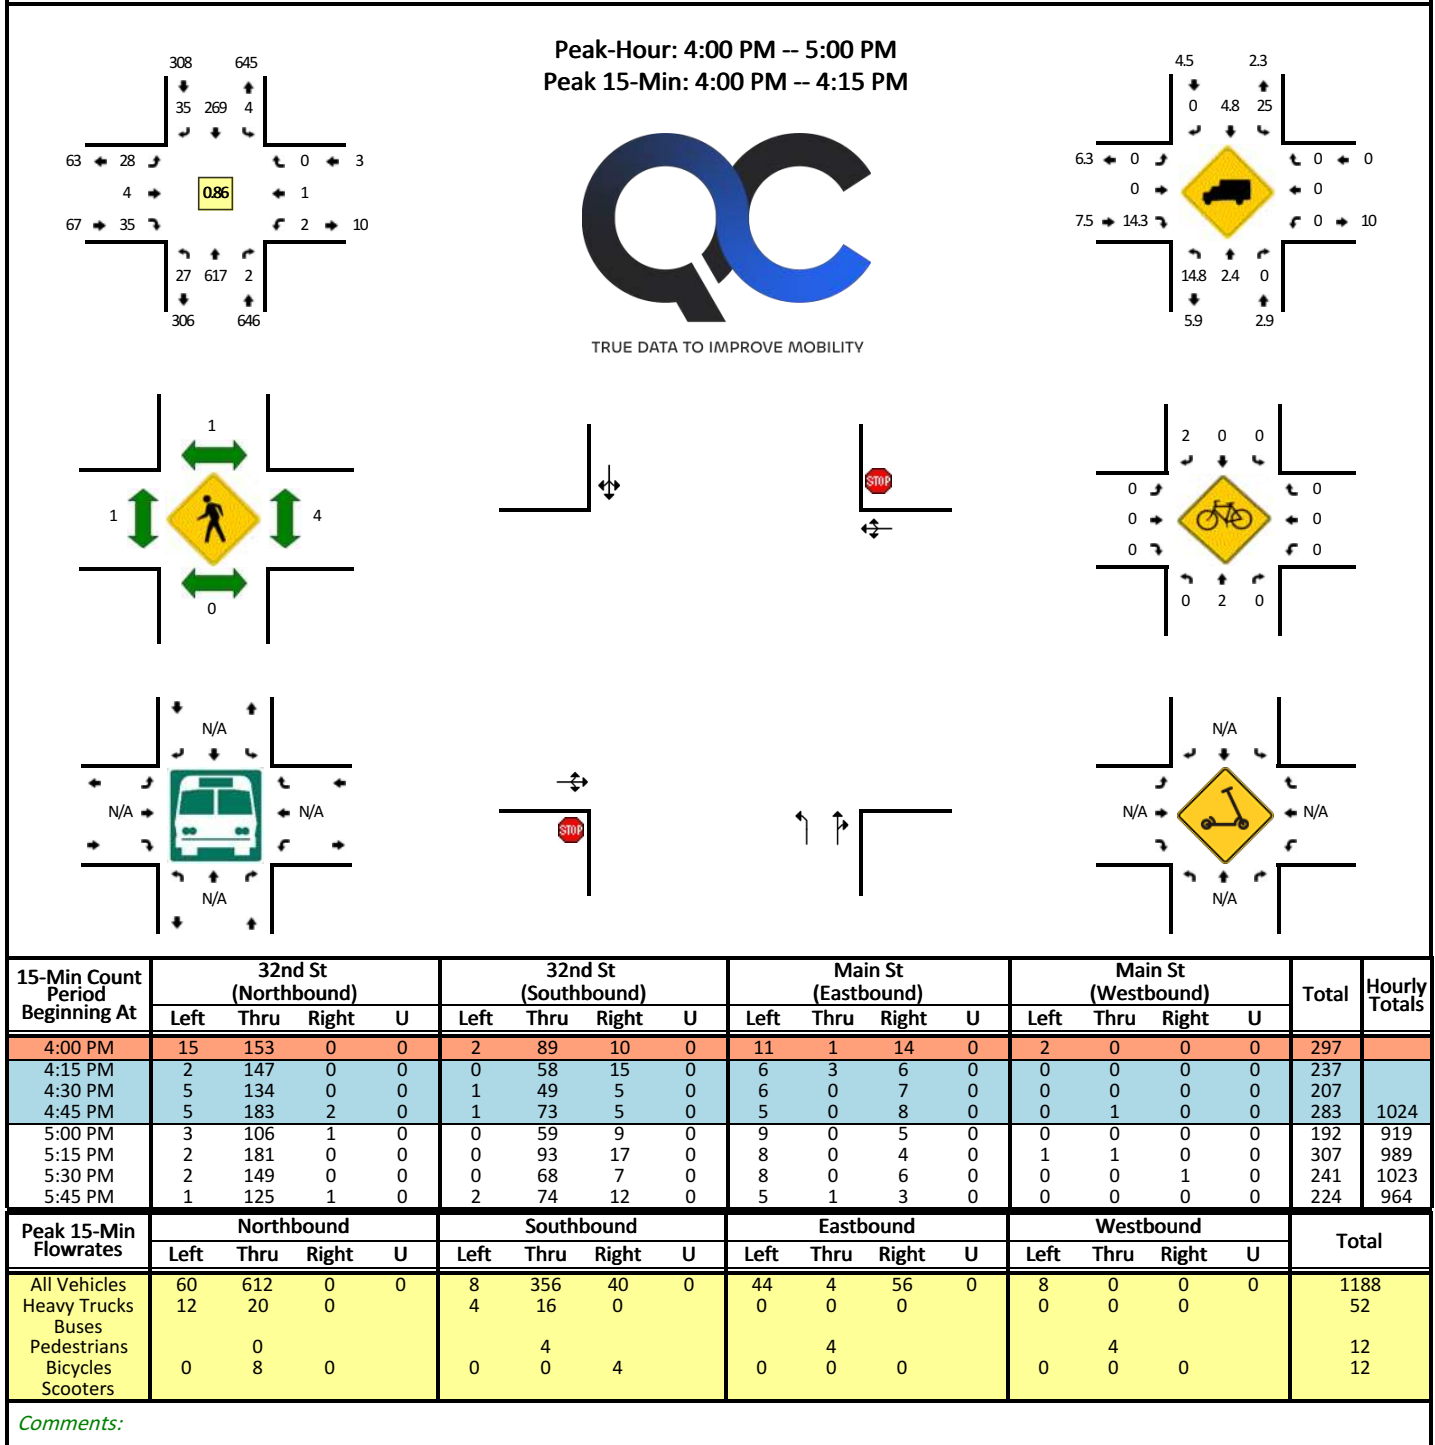 Peak-Hour: 4:00 PM -- 5:00 PM
Peak 15-Min: 4:00 PM -- 4:15 PM
308 645
35 269 4
63 28 0 3
4 0.86 1
67 35 2 10
27 617 2
306 646
QC
TRUE DATA TO IMPROVE MOBILITY
4.5 2.3
0 4.8 25
6.3 0 0 0
0 0
7.5 14.3 0 10
14.8 2.4 0
5.9 2.9
1
1 4
0
STOP
2 0 0
0 0
0 0
0 0
0 2 0
N/A
N/A N/A
N/A
STOP
N/A
N/A N/A
N/A
15-Min Count Period Beginning At 32nd St (Northbound) 32nd St (Southbound) Main St (Eastbound) Main St (Westbound) Total Hourly Totals
Left Thru Right U Left Thru Right U Left Thru Right U Left Thru Right U
4:00 PM 15 153 0 0 2 89 10 0 11 1 14 0 2 0 0 0 297
4:15 PM 2 147 0 0 0 58 15 0 6 3 6 0 0 0 0 0 237
4:30 PM 5 134 0 0 1 49 5 0 6 0 7 0 0 0 0 0 207
4:45 PM 5 183 2 0 1 73 5 0 5 0 8 0 0 1 0 0 283 1024
5:00 PM 3 106 1 0 0 59 9 0 9 0 5 0 0 0 0 0 192 919
5:15 PM 2 181 0 0 0 93 17 0 8 0 4 0 1 1 0 0 307 989
5:30 PM 2 149 0 0 0 68 7 0 8 0 6 0 0 0 1 0 241 1023
5:45 PM 1 125 1 0 2 74 12 0 5 1 3 0 0 0 0 0 224 964
Peak 15-Min Flowrates Northbound Southbound Eastbound Westbound Total
Left Thru Right U Left Thru Right U Left Thru Right U Left Thru Right U
All Vehicles 60 612 0 0 8 356 40 0 44 4 56 0 8 0 0 0 1188
Heavy Trucks 12 20 0 4 16 0 0 0 0 0 0 0 52
Buses
Pedestrians 0 4 4 4 12
Bicycles 0 8 0 0 0 4 0 0 0 0 0 0 12
Scooters
Comments: